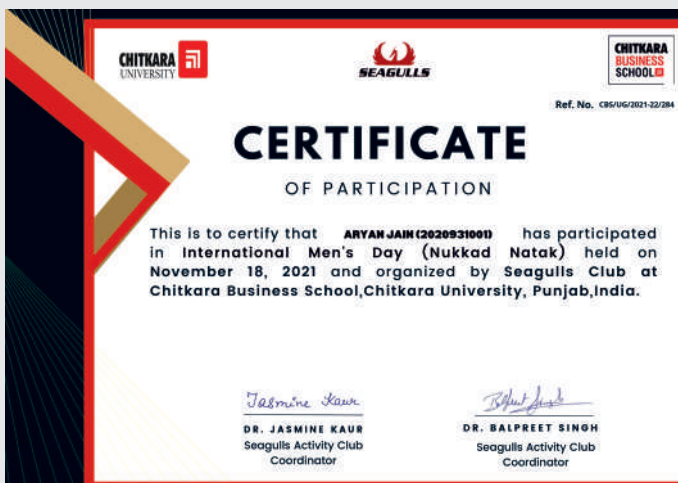 CHITKARA
UNIVERSITY
SEAGULLS
CHITKARA
BUSINESS
SCHOOL
Ref. No. CBS/UG/2021-22/284
CERTIFICATE
OF PARTICIPATION
This is to certify that ARYAN JAIN (2020931001) has participated
in International Men's Day (Nukkad Natak) held on
November 18, 2021 and organized by Seagulls Club at
Chitkara Business School,Chitkara University, Punjab,India.
Jasmine Kaur
DR. JASMINE KAUR
Seagulls Activity Club
Coordinator
Balpreet Singh
DR. BALPREET SINGH
Seagulls Activity Club
Coordinator